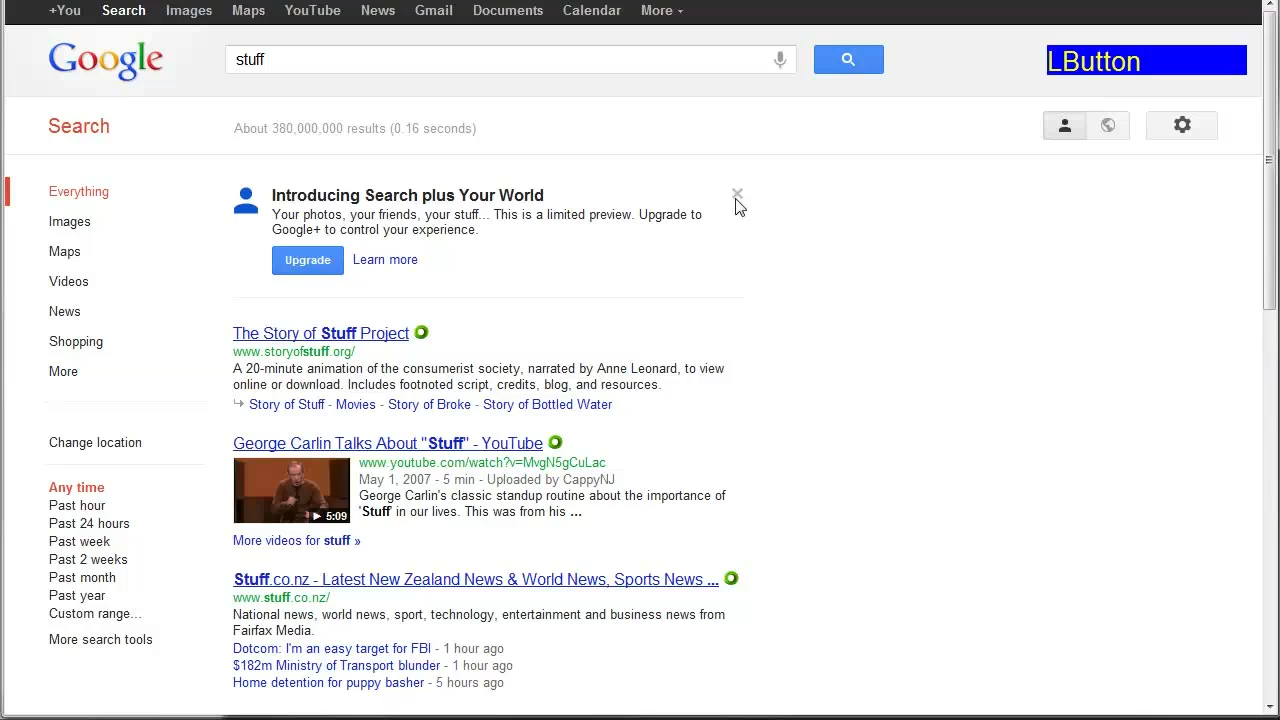 +You Search Images Maps YouTube News Gmail Documents Calendar More
Google
stuff
LButton
Search
About 380,000,000 results (0.16 seconds)
Everything
Images
Maps
Videos
News
Shopping
More
Change location
Any time
Past hour
Past 24 hours
Past week
Past 2 weeks
Past month
Past year
Custom range...
More search tools
Introducing Search plus Your World
Your photos, your friends, your stuff... This is a limited preview. Upgrade to
Google+ to control your experience.
Upgrade Learn more
The Story of Stuff Project
www.storyofstuff.org/
A 20-minute animation of the consumerist society, narrated by Anne Leonard, to view
online or download. Includes footnoted script, credits, blog, and resources.
Story of Stuff - Movies - Story of Broke - Story of Bottled Water
George Carlin Talks About "Stuff" - YouTube
www.youtube.com/watch?v=MvgN5gCuLac
May 1, 2007 - 5 min - Uploaded by CappyNJ
George Carlin's classic standup routine about the importance of
'Stuff' in our lives. This was from his ...
5:09
More videos for stuff »
Stuff.co.nz - Latest New Zealand News & World News, Sports News ...
www.stuff.co.nz/
National news, world news, sport, technology, entertainment and business news from
Fairfax Media.
Dotcom: I'm an easy target for FBI - 1 hour ago
$182m Ministry of Transport blunder - 1 hour ago
Home detention for puppy basher - 5 hours ago